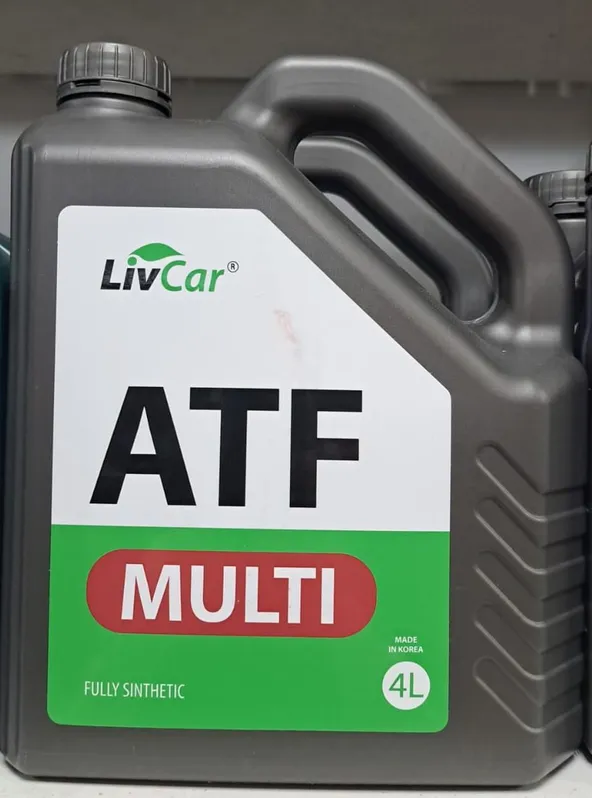 LivCar®
ATF
MULTI
MADE
IN KOREA
FULLY SINTHETIC
4L